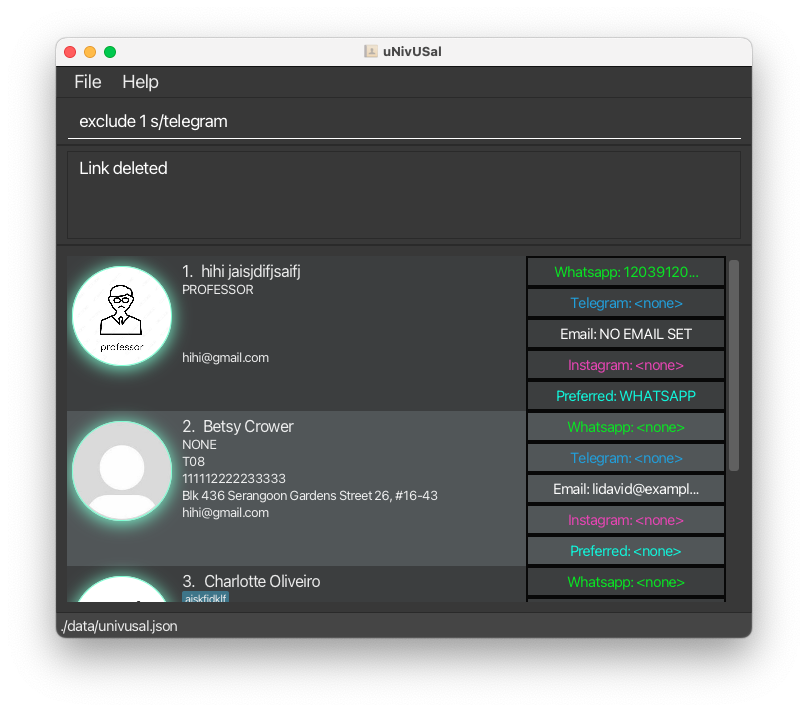 uNivUSal
File Help
exclude 1 s/telegram
Link deleted
professor
1. hihi jaisjdifjsaifj
PROFESSOR
hihi@gmail.com
Whatsapp: 12039120...
Telegram: <none>
Email: NO EMAIL SET
Instagram: <none>
Preferred: WHATSAPP
2. Betsy Crower
NONE
T08
111112222233333
Blk 436 Serangoon Gardens Street 26, #16-43
hihi@gmail.com
Whatsapp: <none>
Telegram: <none>
Email: lidavid@exampl...
Instagram: <none>
Preferred: <none>
3. Charlotte Oliveiro
ajskfjdklf
Whatsapp: <none>
./data/univusal.json